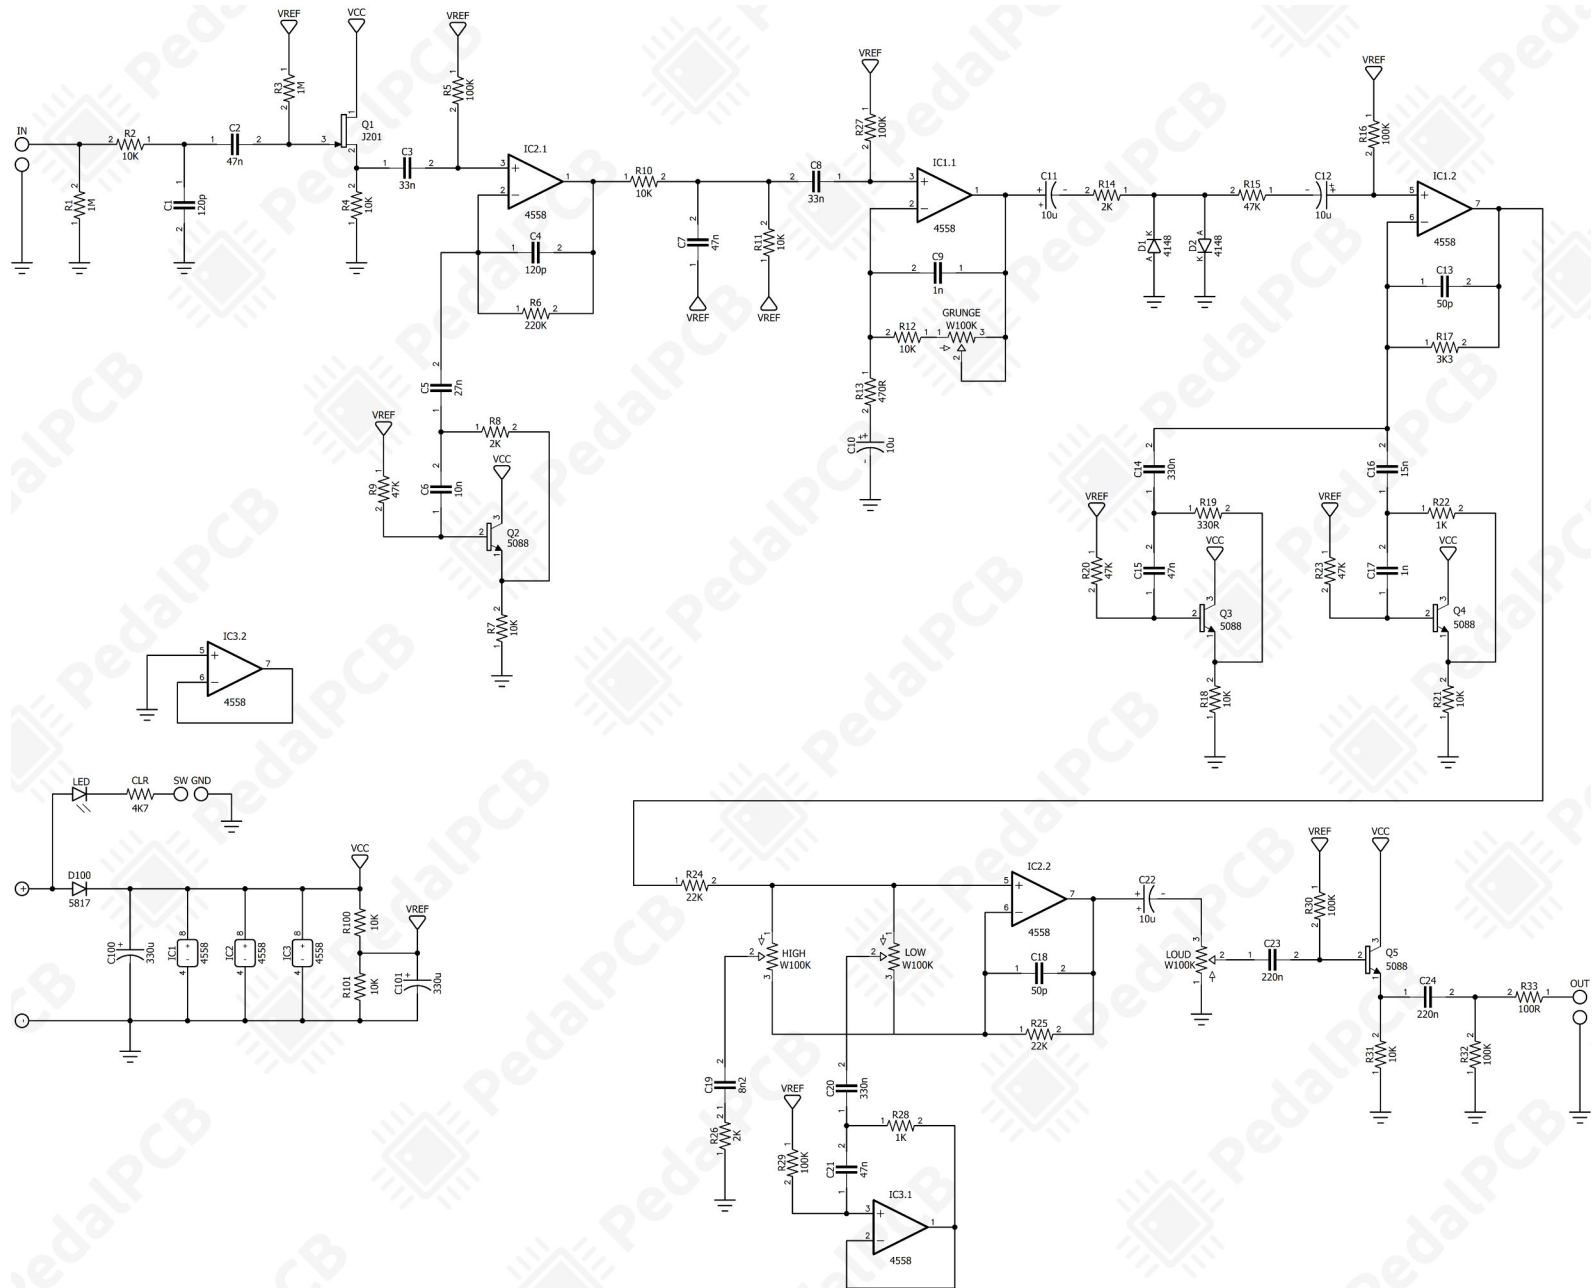 VREF
VCC
VREF
R3
1M
R5
100K
IN
R2
10K
C2
47n
Q1
J201
C3
33n
R1
1M
C1
120p
R4
10K
IC2.1
4558
C4
120p
R6
220K
R10
10K
C7
47n
VREF
R11
10K
VREF
C8
33n
VREF
R27
100K
IC1.1
4558
C9
1n
GRUNGE
W100K
R12
10K
R13
470R
C10
10u
C11
10u
R14
2K
D1
4148
D2
4148
R15
47K
C12
10u
VREF
R16
100K
IC1.2
4558
C13
50p
R17
3K3
C5
27n
VREF
R9
47K
R8
2K
C6
10n
VCC
Q2
5088
R7
10K
C14
330n
VREF
R20
47K
R19
330R
C15
47n
VCC
Q3
5088
R18
10K
C16
15n
VREF
R23
47K
R22
1K
C17
1n
VCC
Q4
5088
R21
10K
IC3.2
4558
LED
CLR
4K7
SW GND
D100
5817
VCC
C100
330u
IC1
4558
IC2
4558
IC3
4558
R100
10K
R101
10K
VREF
C101
330u
R24
22K
HIGH
W100K
LOW
W100K
IC2.2
4558
C18
50p
R25
22K
C22
10u
LOUD
W100K
C23
220n
VREF
R30
100K
VCC
Q5
5088
R31
10K
C24
220n
R32
100K
R33
100R
OUT
C19
8n2
R26
2K
C20
330n
VREF
R29
100K
R28
1K
C21
47n
IC3.1
4558
PedalPCB